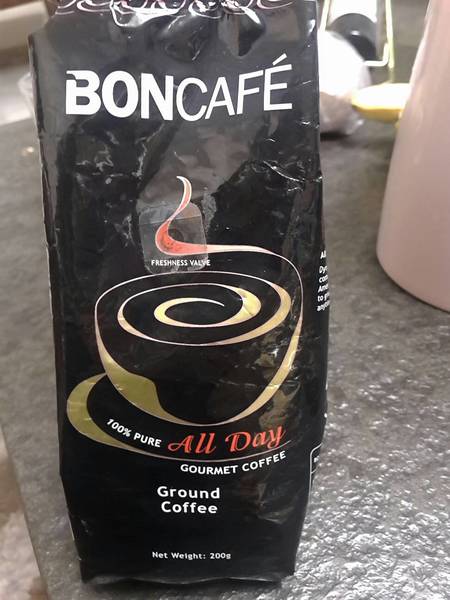 BONCAFÉ
FRESHNESS VALVE
100% PURE All Day
GOURMET COFFEE
Ground
Coffee
Net Weight: 200g